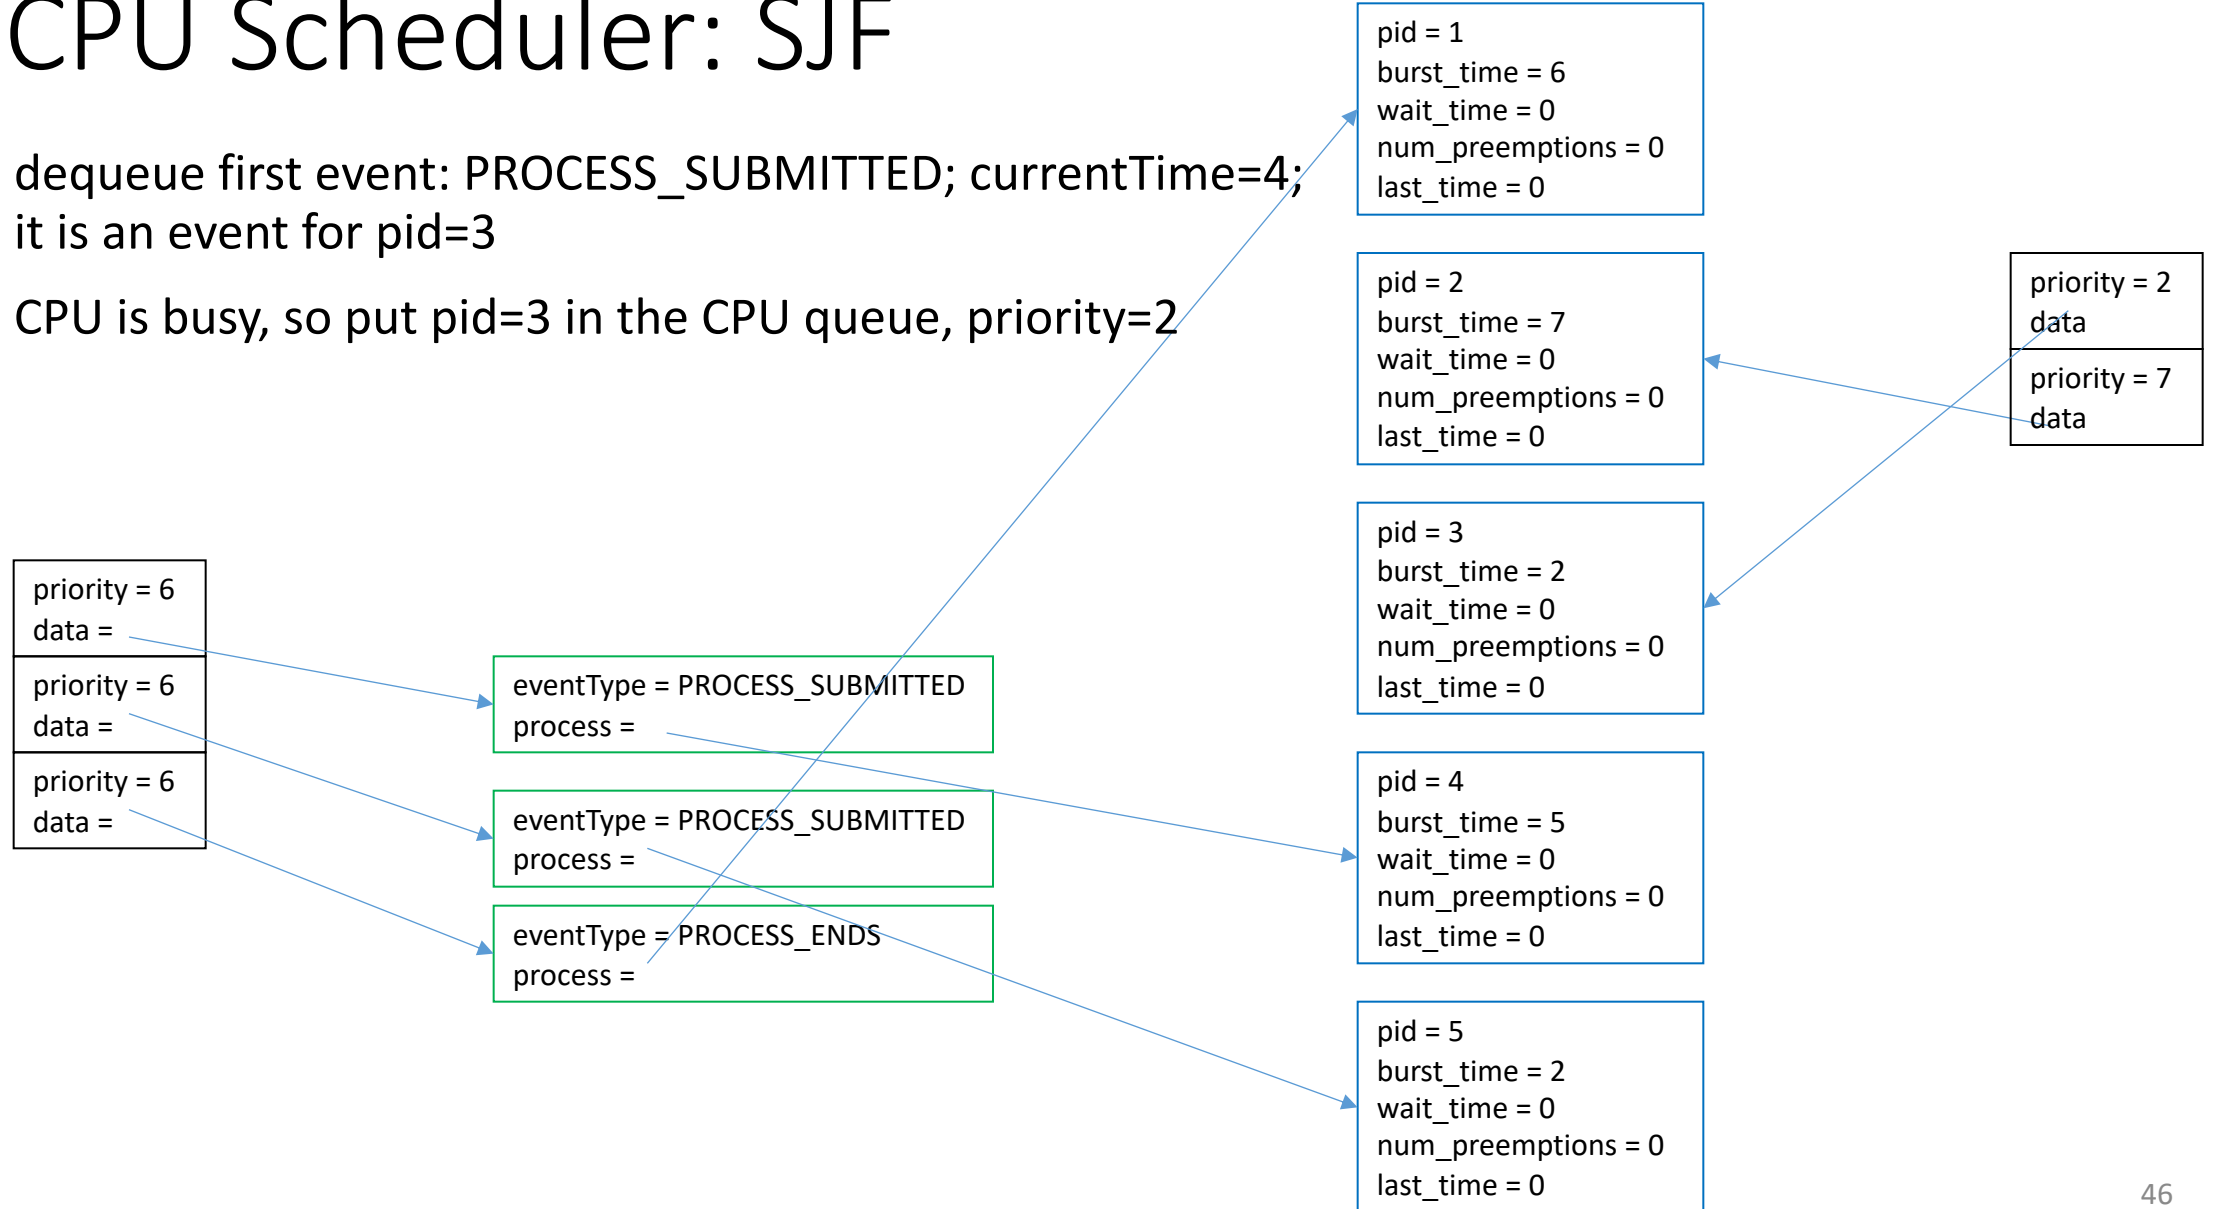 CPU Scheduler: SJF
dequeue first event: PROCESS_SUBMITTED; currentTime=4;
it is an event for pid=3
CPU is busy, so put pid=3 in the CPU queue, priority=2
priority = 6
data =
priority = 6
data =
priority = 6
data =
eventType = PROCESS_SUBMITTED
process =
eventType = PROCESS_SUBMITTED
process =
eventType = PROCESS_ENDS
process =
pid = 1
burst_time = 6
wait_time = 0
num_preemptions = 0
last_time = 0
pid = 2
burst_time = 7
wait_time = 0
num_preemptions = 0
last_time = 0
pid = 3
burst_time = 2
wait_time = 0
num_preemptions = 0
last_time = 0
pid = 4
burst_time = 5
wait_time = 0
num_preemptions = 0
last_time = 0
pid = 5
burst_time = 2
wait_time = 0
num_preemptions = 0
last_time = 0
priority = 2
data
priority = 7
data
46